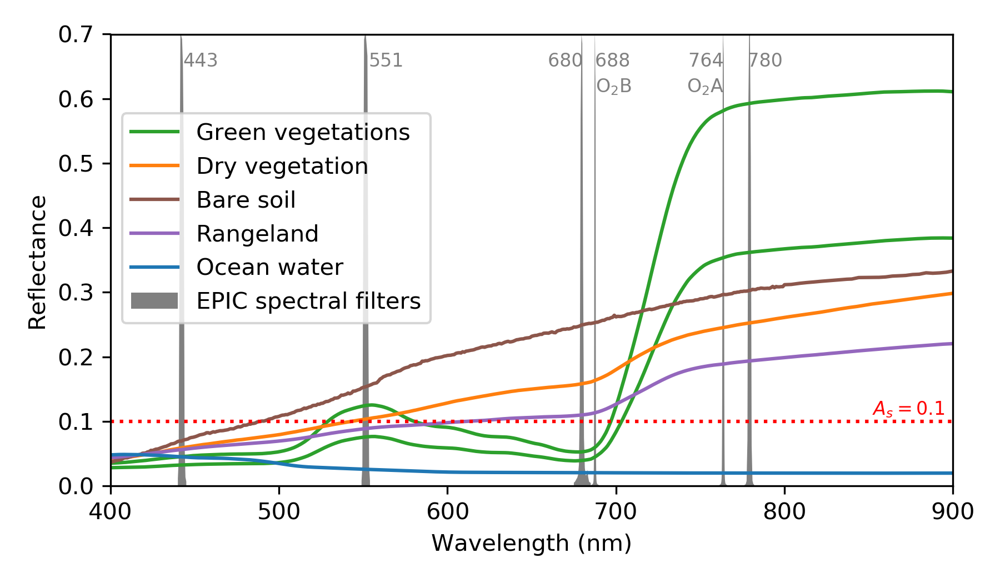 0.7
0.6
0.5
0.4
0.3
0.2
0.1
0.0
Reflectance
443
551
680
688
764
780
O₂B
O₂A
Green vegetations
Dry vegetation
Bare soil
Rangeland
Ocean water
EPIC spectral filters
Aₛ = 0.1
400
500
600
700
800
900
Wavelength (nm)